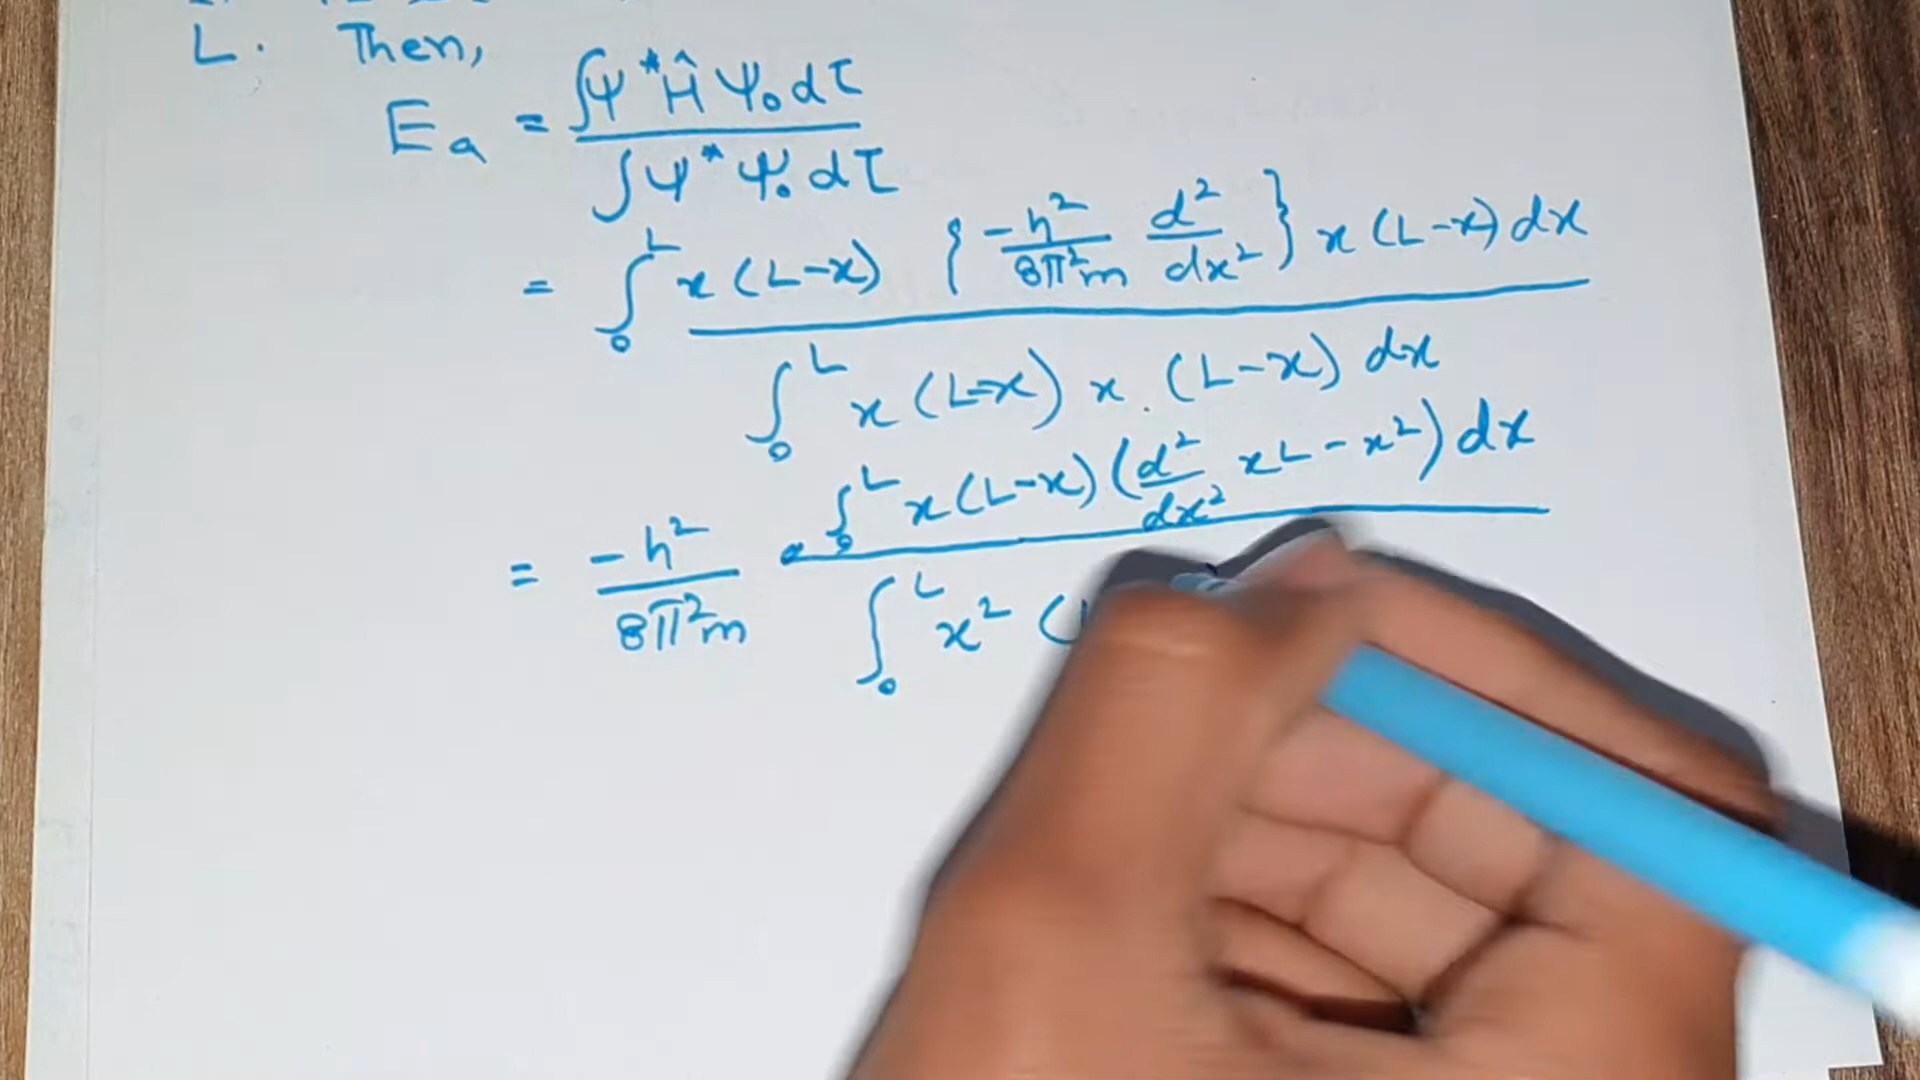 L. Then,
Ea = ∫ψ*Ĥψ₀dτ / ∫ψ*ψ₀dτ
= ∫₀ᴸ x(L-x) {-h²/8π²m d²/dx²} x(L-x)dx / ∫₀ᴸ x(L-x) x.(L-x) dx
= -h²/8π²m ∫₀ᴸ x(L-x)(d²/dx² xL-x²)dx / ∫₀ᴸ x² (